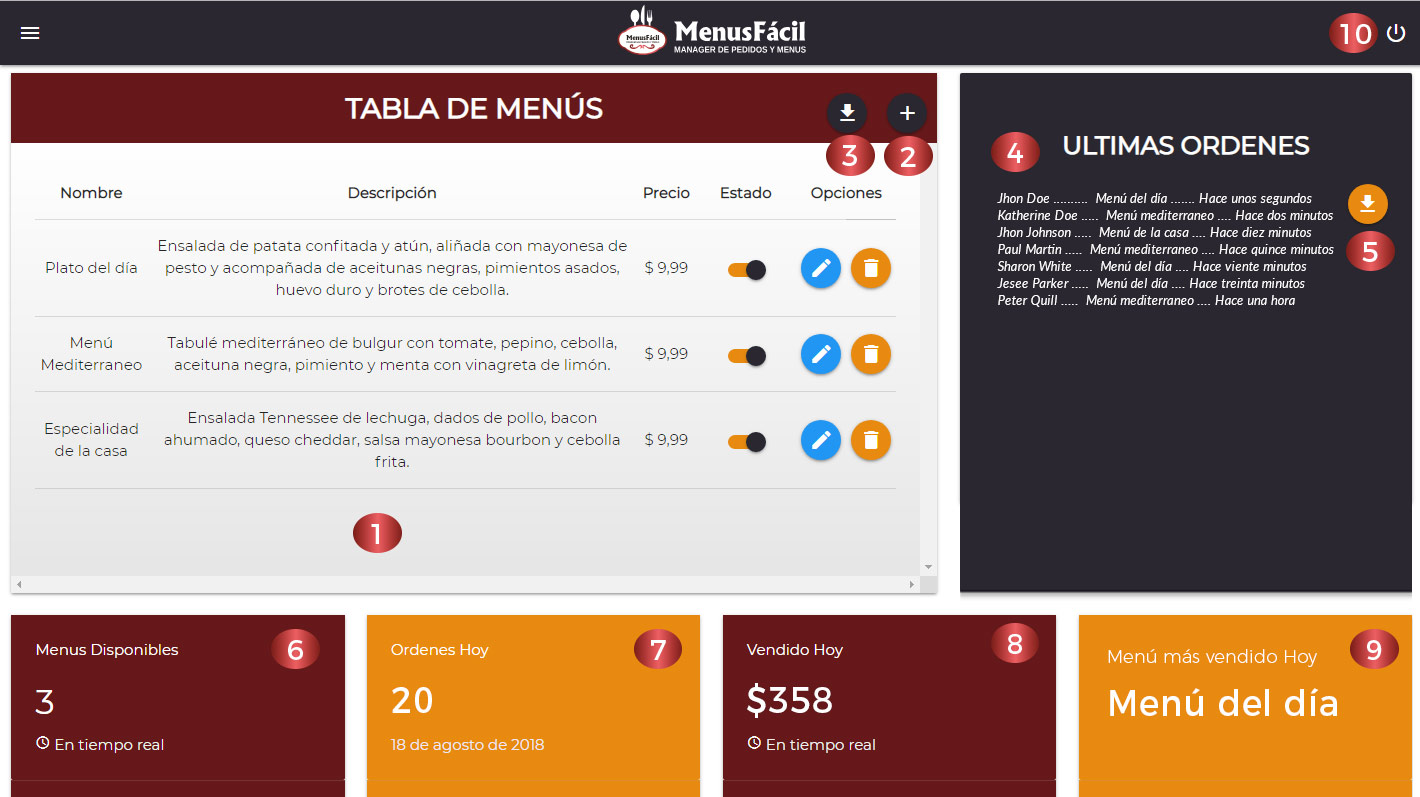 MenusFácil
MenusFácil
MANAGER DE PEDIDOS Y MENUS
10
TABLA DE MENÚS
3
2
Nombre Descripción Precio Estado Opciones
Plato del día
Ensalada de patata confitada y atún, aliñada con mayonesa de
pesto y acompañada de aceitunas negras, pimientos asados,
huevo duro y brotes de cebolla.
$ 9,99
Menú
Mediterraneo
Tabulé mediterráneo de bulgur con tomate, pepino, cebolla,
aceituna negra, pimiento y menta con vinagreta de limón.
$ 9,99
Especialidad
de la casa
Ensalada Tennessee de lechuga, dados de pollo, bacon
ahumado, queso cheddar, salsa mayonesa bourbon y cebolla
frita.
$ 9,99
1
4
ULTIMAS ORDENES
Jhon Doe .......... Menú del día ....... Hace unos segundos
Katherine Doe ..... Menú mediterraneo .... Hace dos minutos
Jhon Johnson ..... Menú de la casa .... Hace diez minutos
Paul Martin ..... Menú mediterraneo .... Hace quince minutos
Sharon White ..... Menú del día .... Hace viente minutos
Jesee Parker ..... Menú del día .... Hace treinta minutos
Peter Quill ..... Menú mediterraneo .... Hace una hora
5
Menus Disponibles
6
3
En tiempo real
Ordenes Hoy
7
20
18 de agosto de 2018
Vendido Hoy
8
$358
En tiempo real
Menú más vendido Hoy
9
Menú del día